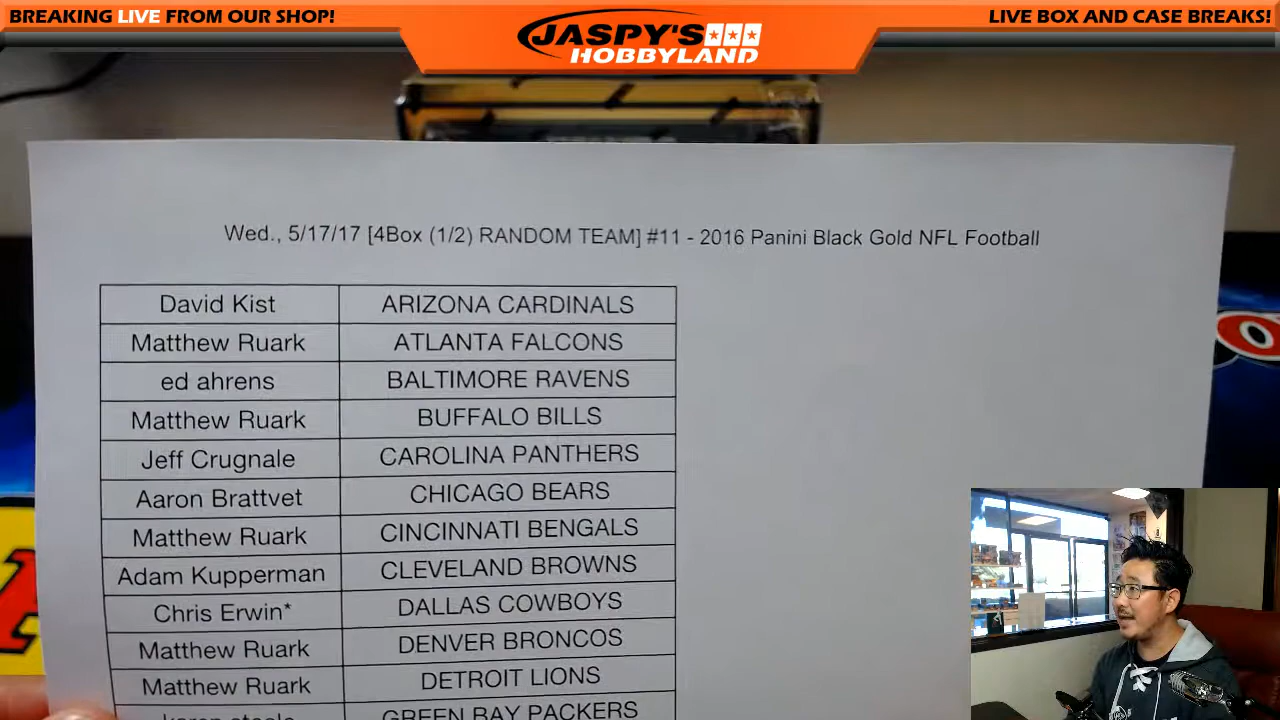 BREAKING LIVE FROM OUR SHOP!
JASPY'S
HOBBYLAND
LIVE BOX AND CASE BREAKS!
Wed., 5/17/17 [4Box (1/2) RANDOM TEAM] #11 - 2016 Panini Black Gold NFL Football
David Kist ARIZONA CARDINALS
Matthew Ruark ATLANTA FALCONS
ed ahrens BALTIMORE RAVENS
Matthew Ruark BUFFALO BILLS
Jeff Crugnale CAROLINA PANTHERS
Aaron Brattvet CHICAGO BEARS
Matthew Ruark CINCINNATI BENGALS
Adam Kupperman CLEVELAND BROWNS
Chris Erwin* DALLAS COWBOYS
Matthew Ruark DENVER BRONCOS
Matthew Ruark DETROIT LIONS
karen steele GREEN BAY PACKERS